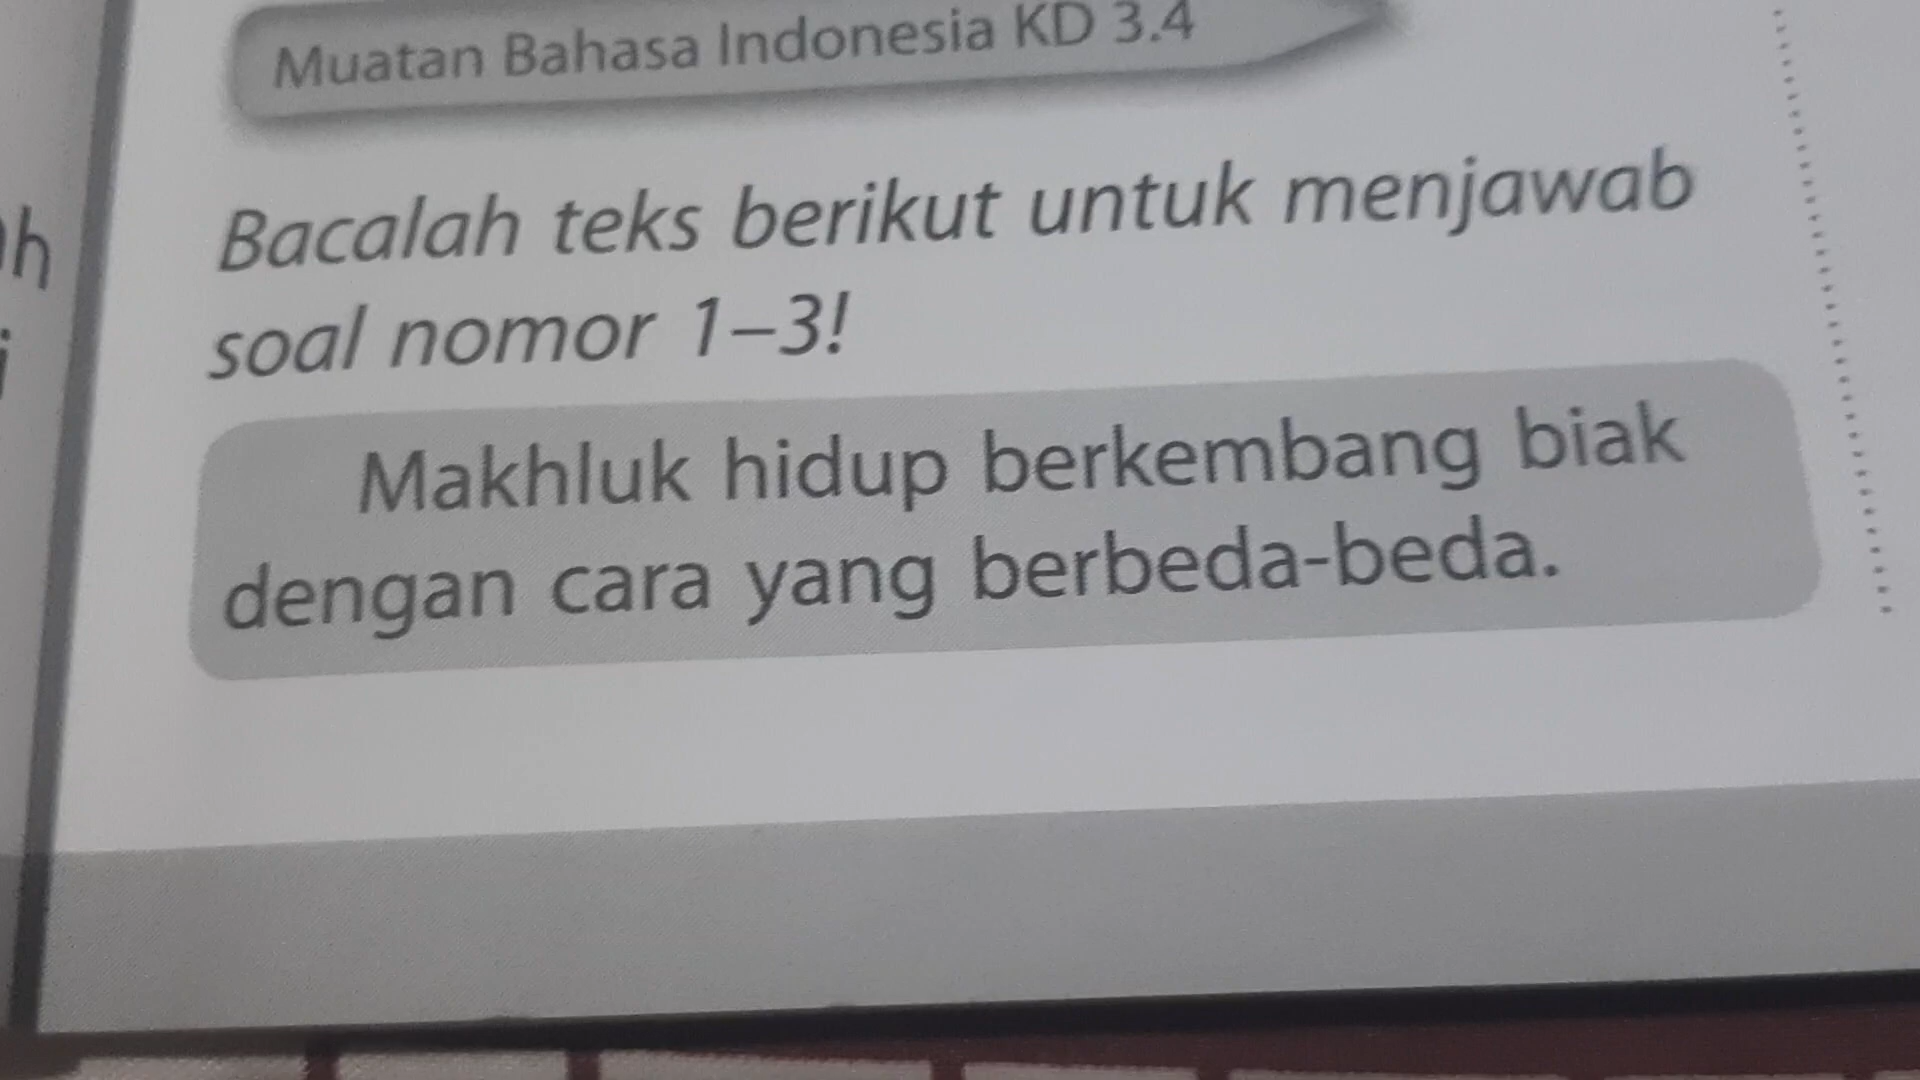 Muatan Bahasa Indonesia KD 3.4
Bacalah teks berikut untuk menjawab
soal nomor 1–3!
Makhluk hidup berkembang biak
dengan cara yang berbeda-beda.